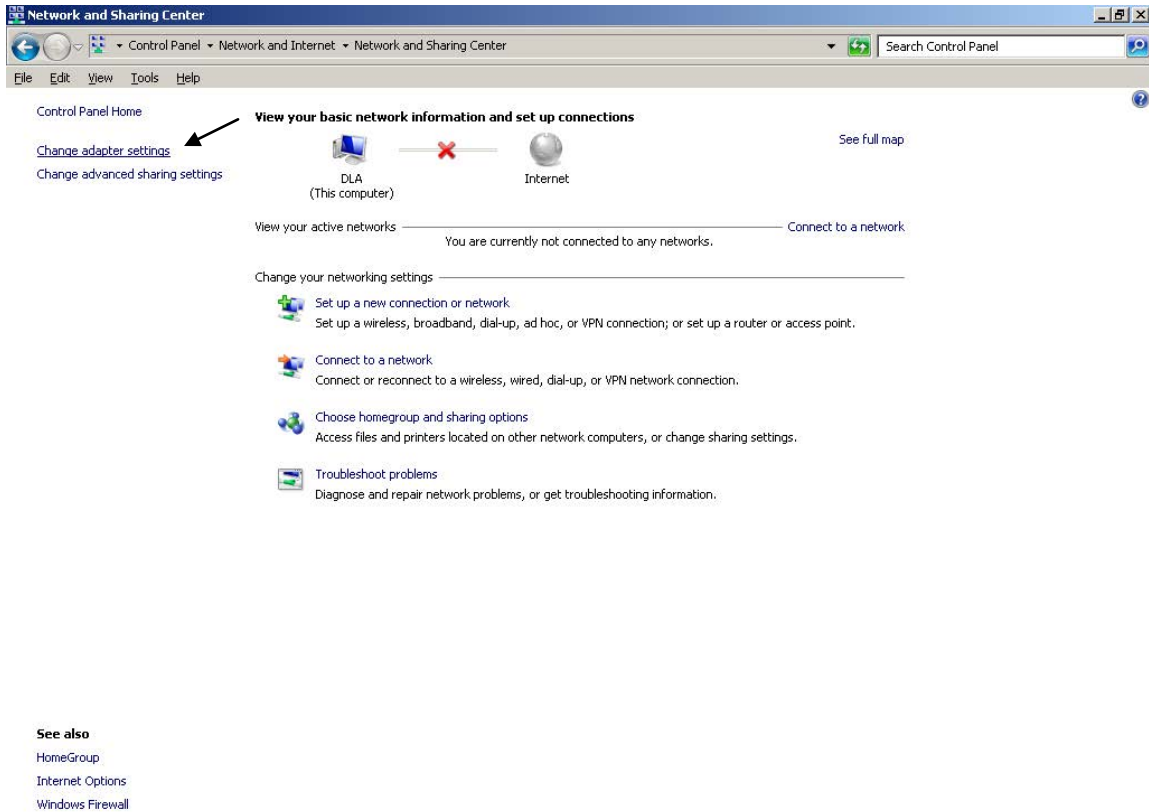 Network and Sharing Center
Control Panel Network and Internet Network and Sharing Center
Search Control Panel
File Edit View Tools Help
Control Panel Home
Change adapter settings
Change advanced sharing settings
View your basic network information and set up connections
See full map
DLA
(This computer)
Internet
View your active networks
Connect to a network
You are currently not connected to any networks.
Change your networking settings
Set up a new connection or network
Set up a wireless, broadband, dial-up, ad hoc, or VPN connection; or set up a router or access point.
Connect to a network
Connect or reconnect to a wireless, wired, dial-up, or VPN network connection.
Choose homegroup and sharing options
Access files and printers located on other network computers, or change sharing settings.
Troubleshoot problems
Diagnose and repair network problems, or get troubleshooting information.
See also
HomeGroup
Internet Options
Windows Firewall